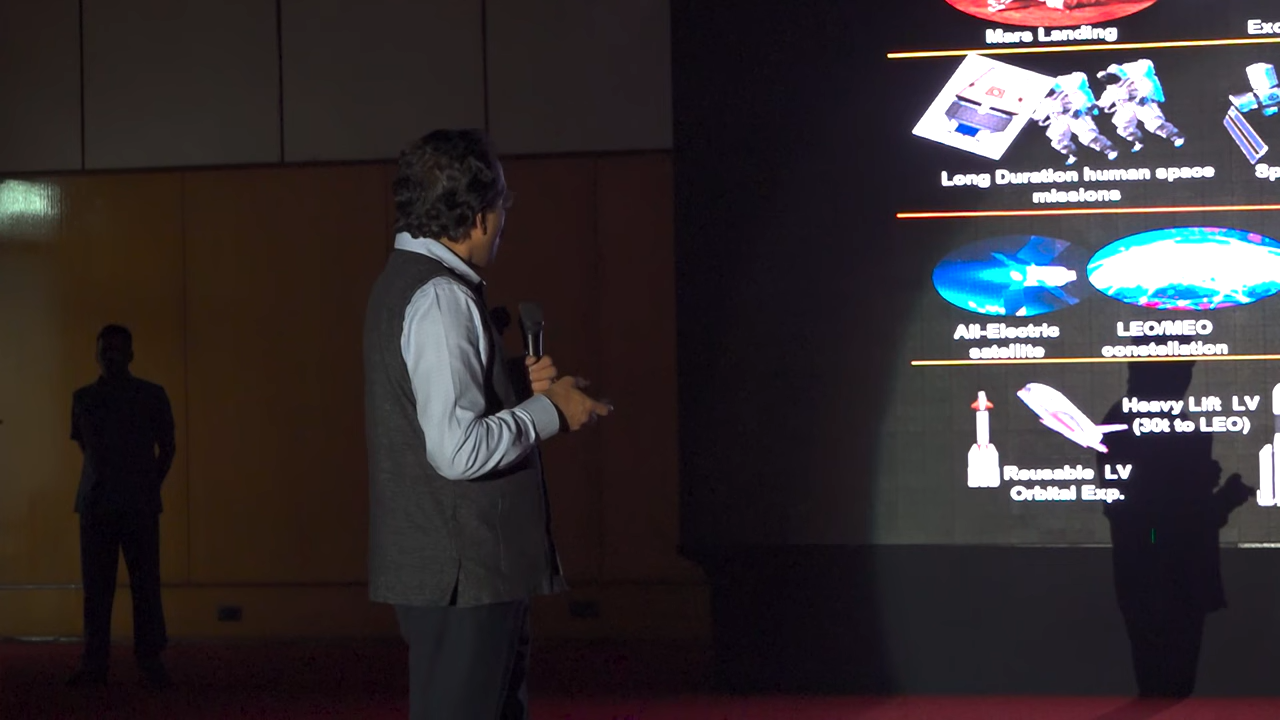 Mars Landing
Long Duration human space
missions
All-Electric
satellite
LEO/MEO
constellation
Heavy Lift LV
(30t to LEO)
Reusable LV
Orbital Exp.